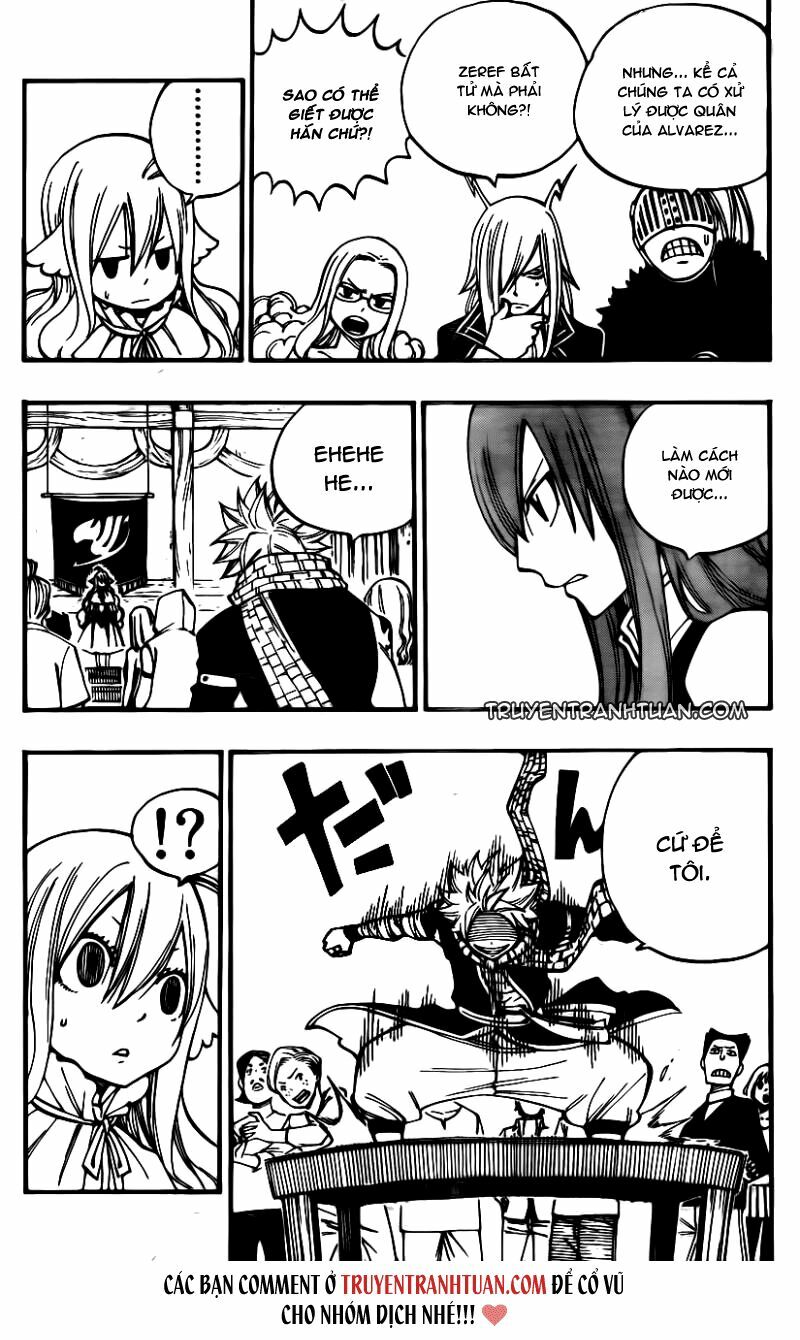 NHƯNG... KỂ CẢ
CHÚNG TA CÓ XỬ
LÝ ĐƯỢC QUÂN
CỦA ALVAREZ...
ZEREF BẤT
TỬ MÀ PHẢI
KHÔNG?!
SAO CÓ THỂ
GIẾT ĐƯỢC
HẮN CHỨ?!
........
LÀM CÁCH
NÀO MỚI
ĐƯỢC...
TRUYENTRANHTUAN.COM
EHEHE
HE...
CỨ ĐỂ
TÔI.
だん
!?
CÁC BẠN COMMENT Ở TRUYENTRANHTUAN.COM ĐỂ CỔ VŨ
CHO NHÓM DỊCH NHÉ!!! ❤